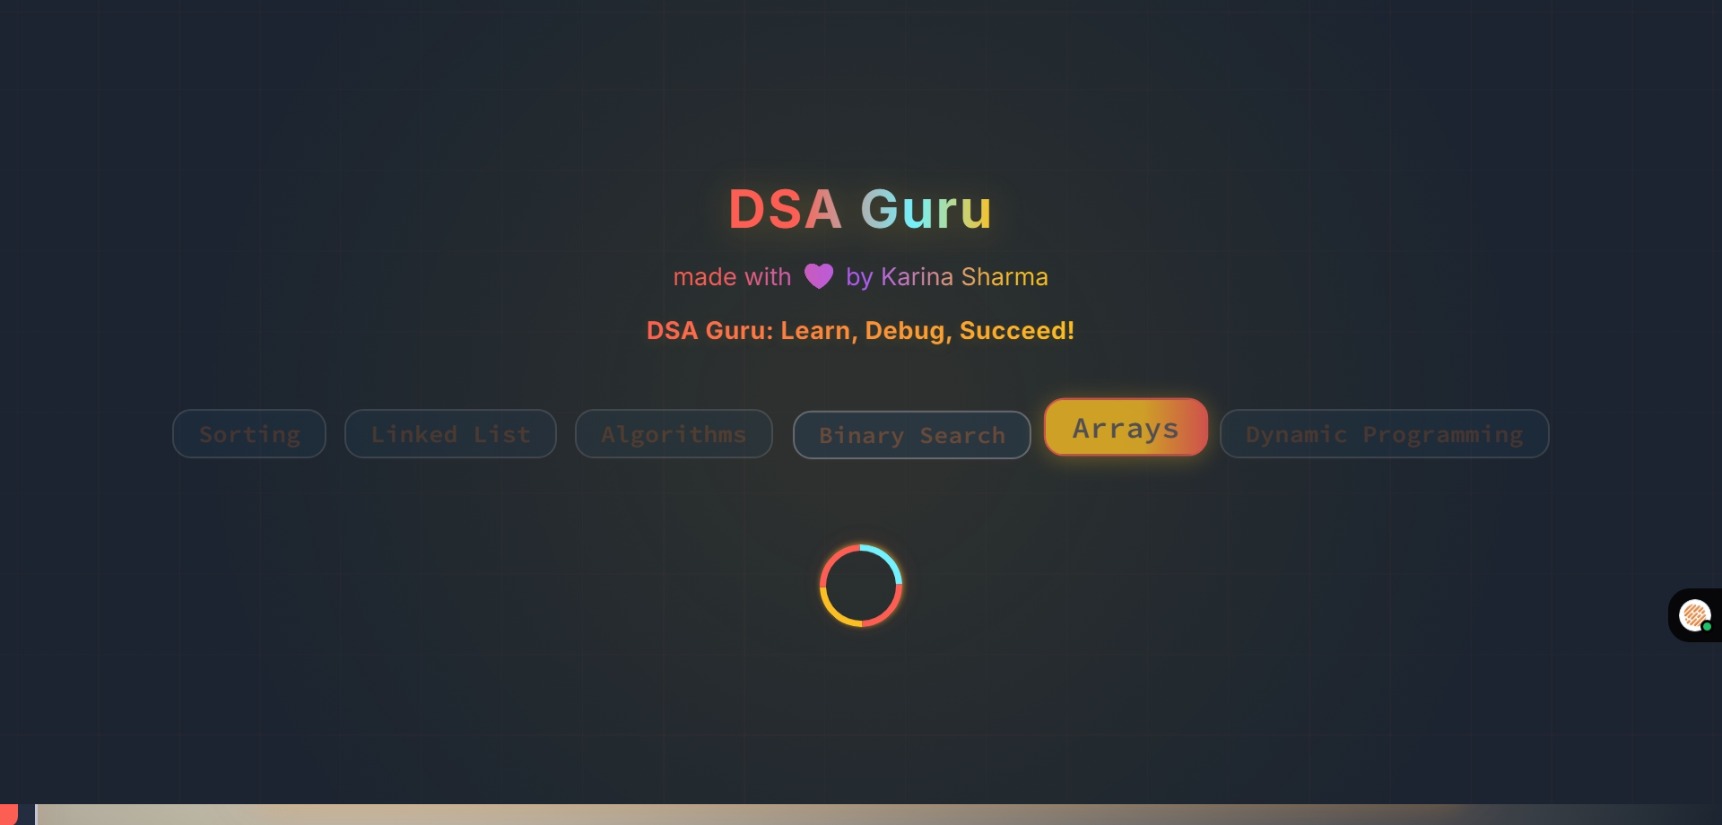 DSA Guru
made with 💜 by Karina Sharma
DSA Guru: Learn, Debug, Succeed!
Sorting Linked List Algorithms Binary Search Arrays Dynamic Programming